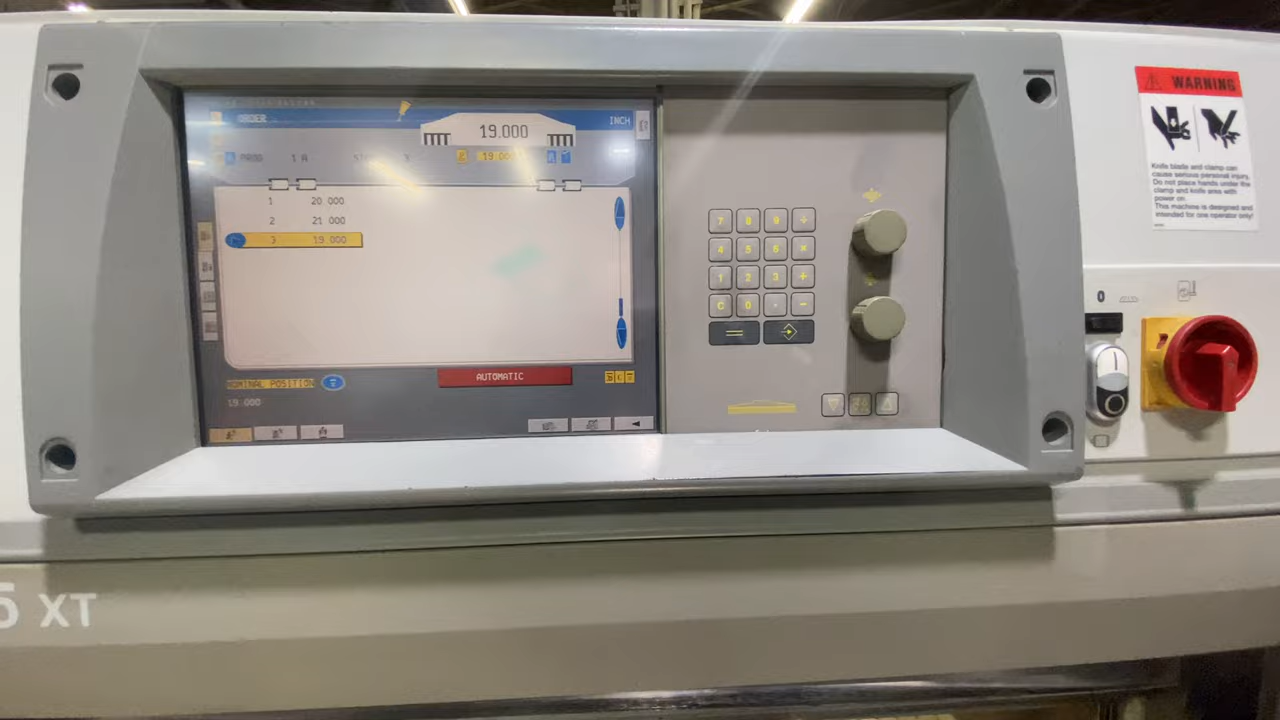 ORDER
INCH
19.000
PROG 1 A 3
19.000
1 20.000
2 21.000
3 19.000
NOMINAL POSITION
AUTOMATIC
19.000
7 8 9 ÷
4 5 6 ×
1 2 3 +
C 0 . -
=
WARNING
Knife blade and clamp can
cause serious personal injury.
Do not place hands under the
clamp and knife area with
power on.
This machine is designed and
intended for one operator only!
0
5 XT